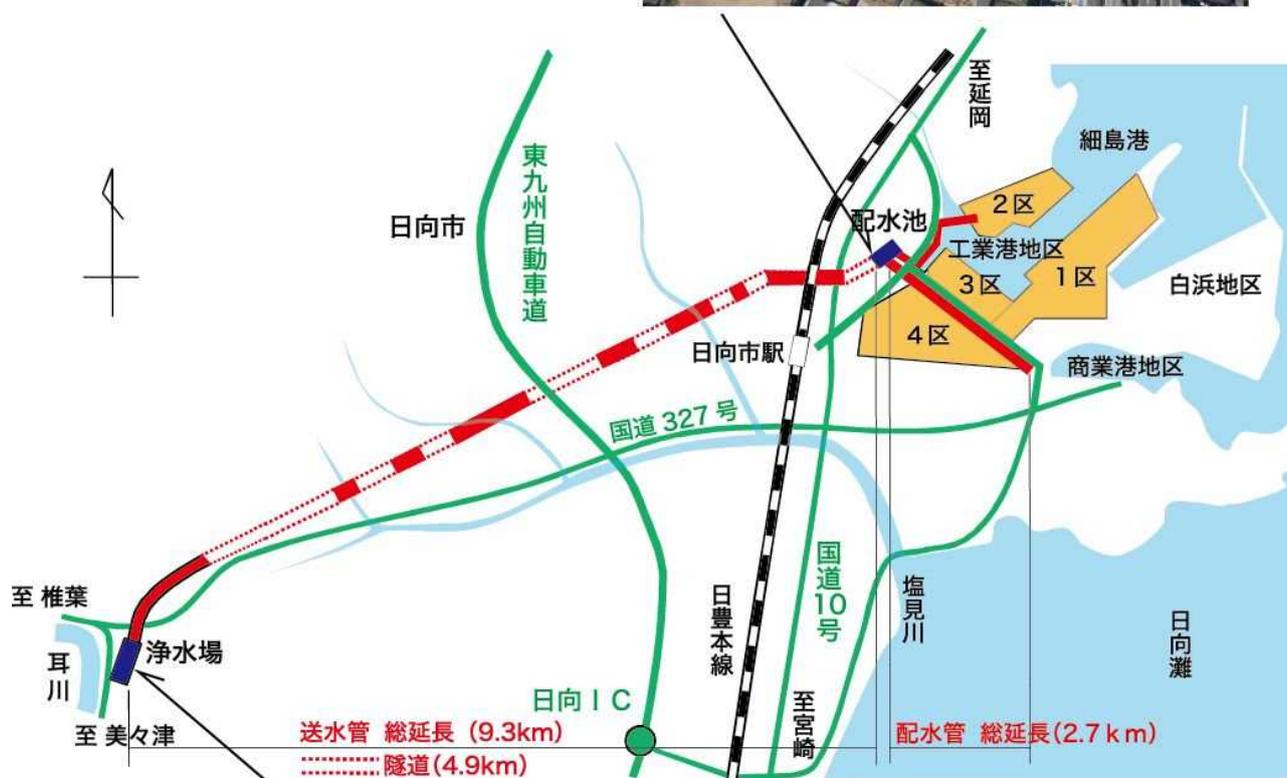 至延岡
細島港
東九州自動車道
日向市
配水池
2区
工業港地区
3区
1区
白浜地区
4区
日向市駅
商業港地区
国道327号
国道10号
塩見川
日豊本線
日向灘
至 椎葉
浄水場
耳川
至 美々津
日向IC
至宮崎
送水管 総延長 (9.3km)
隧道(4.9km)
配水管 総延長(2.7km)